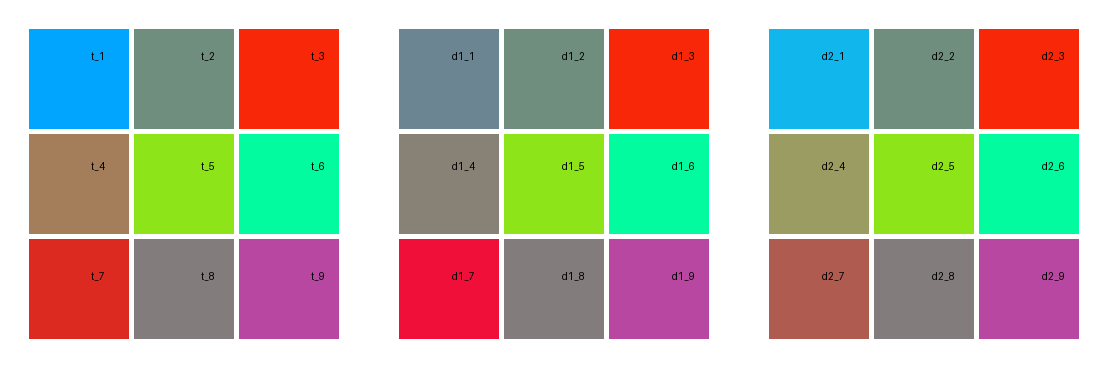 t_1 t_2 t_3 d1_1 d1_2 d1_3 d2_1 d2_2 d2_3
t_4 t_5 t_6 d1_4 d1_5 d1_6 d2_4 d2_5 d2_6
t_7 t_8 t_9 d1_7 d1_8 d1_9 d2_7 d2_8 d2_9